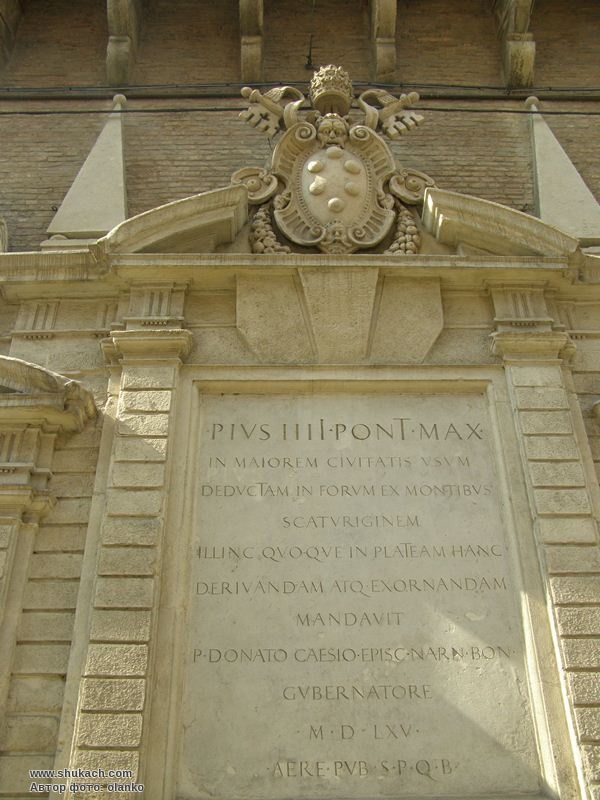 ·PIVS IIII·PONT·MAX·
IN MAIOREM CIVITATIS VSVM
DEDVCTAM IN FORVM EX MONTIBVS
SCATVRIGINEM
ILLINC QVOQVE IN PLATEAM HANC
DERIVANDAM ATQ·EXORNANDAM
MANDAVIT
P·DONATO CAESIO·EPISC·NARN·BON·
GVBERNATORE
·M·D·LXV·
·AERE·PVB·S·P·Q·B·
www.shukach.com
Автор фото: olanko